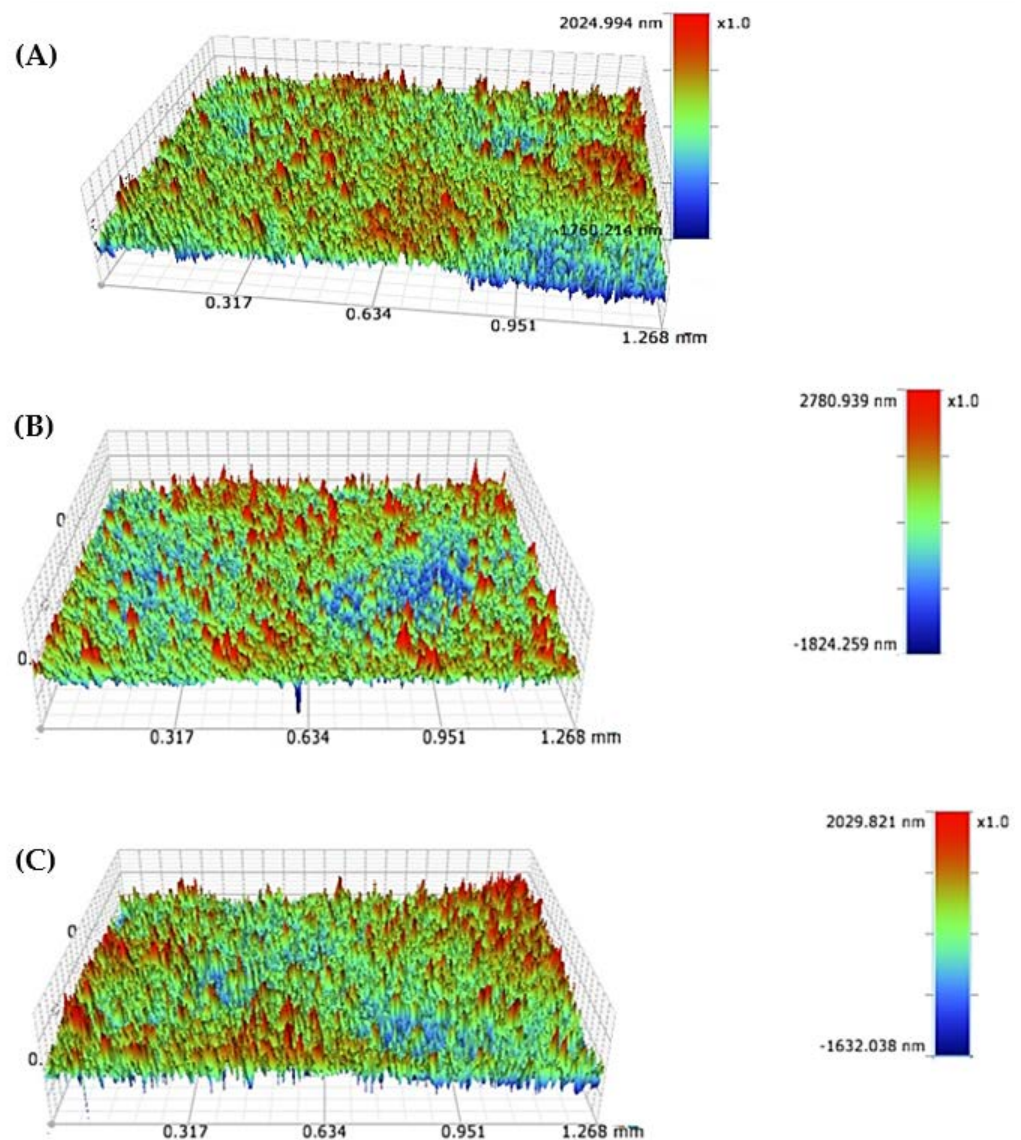 2024.994 nm x1.0
(A)
-1760.214 nm
0.317
0.634
0.951
1.268 mm
2780.939 nm x1.0
(B)
0
-1824.259 nm
0.
0.317 0.634 0.951 1.268 mm
2029.821 nm x1.0
(C)
0
-1632.038 nm
0.
0.317 0.634 0.951 1.268 mm